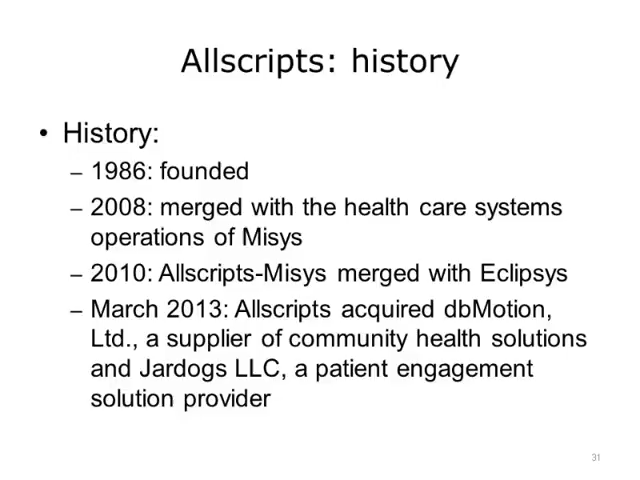 Allscripts: history
• History:
– 1986: founded
– 2008: merged with the health care systems
operations of Misys
– 2010: Allscripts-Misys merged with Eclipsys
– March 2013: Allscripts acquired dbMotion,
Ltd., a supplier of community health solutions
and Jardogs LLC, a patient engagement
solution provider
31